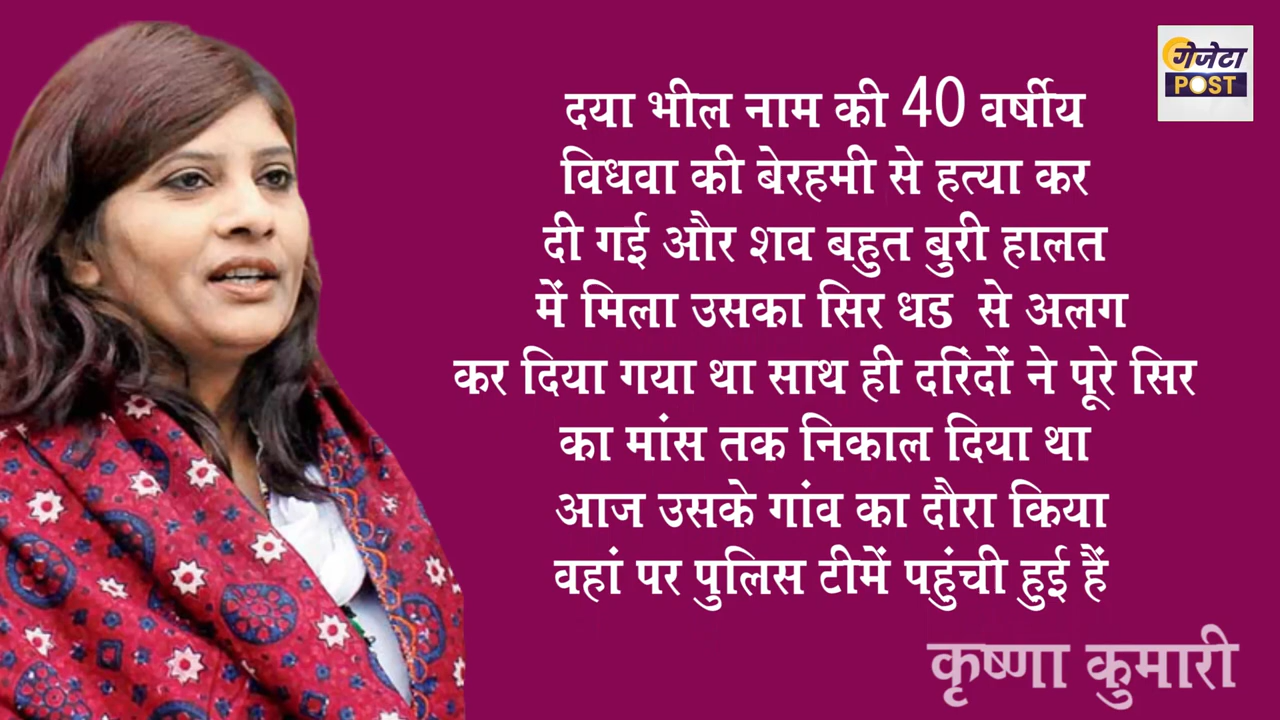 गेजेटा
POST
दया भील नाम की 40 वर्षीय
विधवा की बेरहमी से हत्या कर
दी गई और शव बहुत बुरी हालत
में मिला उसका सिर धड से अलग
कर दिया गया था साथ ही दरिंदों ने पूरे सिर
का मांस तक निकाल दिया था
आज उसके गांव का दौरा किया
वहां पर पुलिस टीमें पहुंची हुई हैं
कृष्णा कुमारी